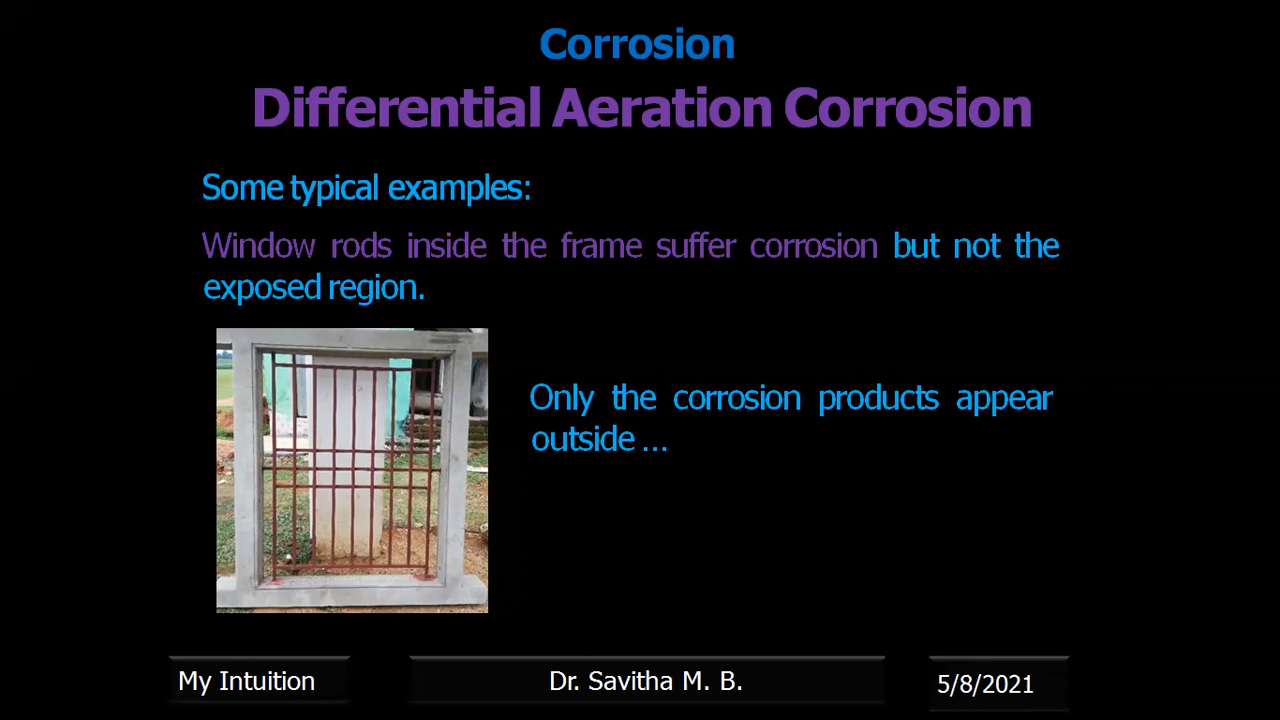 Corrosion
Differential Aeration Corrosion
Some typical examples:
Window rods inside the frame suffer corrosion but not the
exposed region.
Only the corrosion products appear
outside ...
My Intuition
Dr. Savitha M. B.
5/8/2021